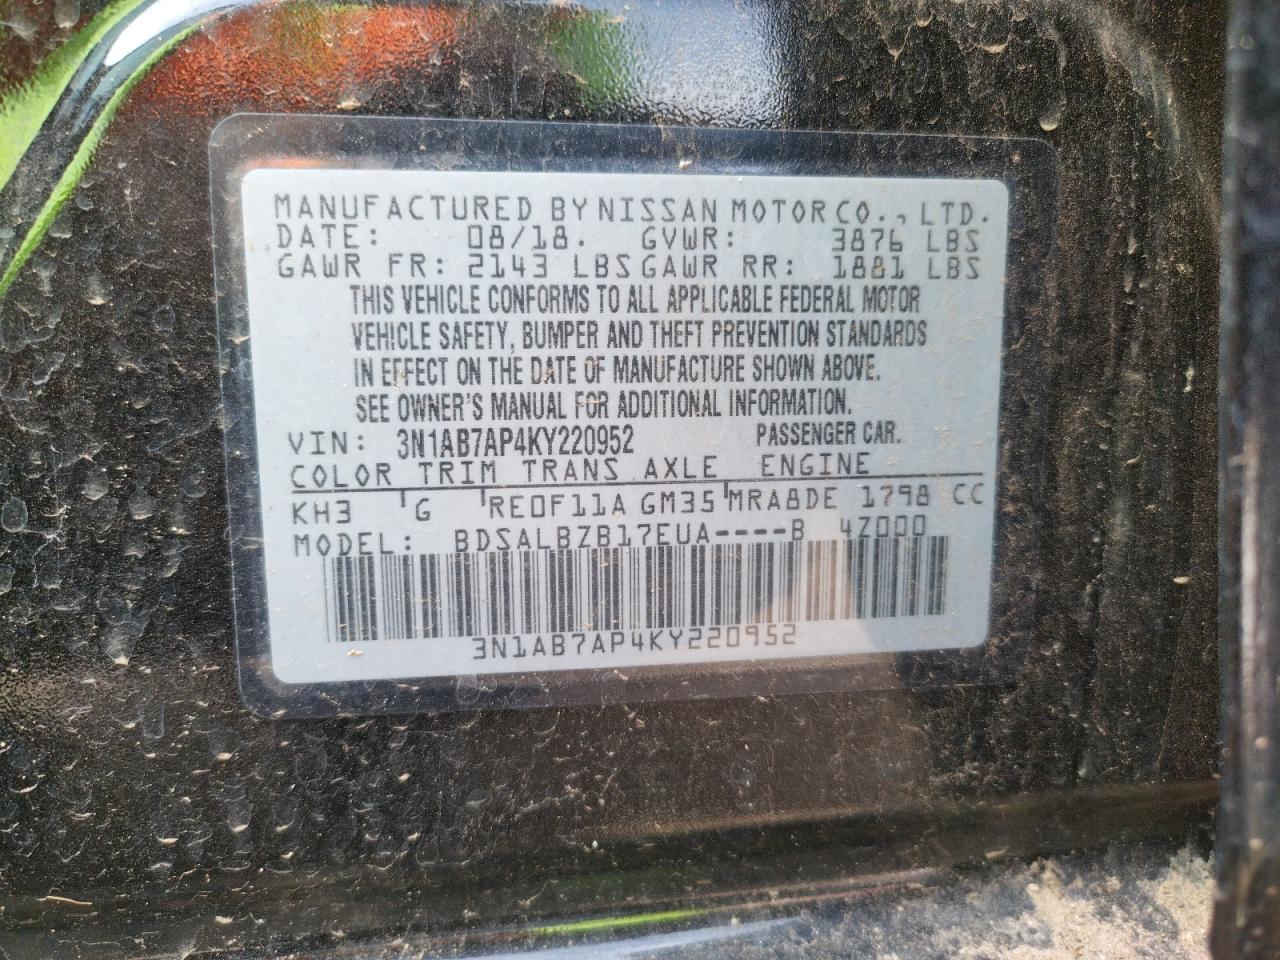 MANUFACTURED BY NISSAN MOTOR CO., LTD.
DATE: 08/18. GVWR: 3876 LBS
GAWR FR: 2143 LBS GAWR RR: 1881 LBS
THIS VEHICLE CONFORMS TO ALL APPLICABLE FEDERAL MOTOR
VEHICLE SAFETY, BUMPER AND THEFT PREVENTION STANDARDS
IN EFFECT ON THE DATE OF MANUFACTURE SHOWN ABOVE.
SEE OWNER'S MANUAL FOR ADDITIONAL INFORMATION.
VIN: 3N1AB7AP4KY220952 PASSENGER CAR.
COLOR TRIM TRANS AXLE ENGINE
KH3 G RE0F11A GM35 MRA8DE 1798 CC
MODEL: BDSALBZB17EUA----B 4Z000
3N1AB7AP4KY220952